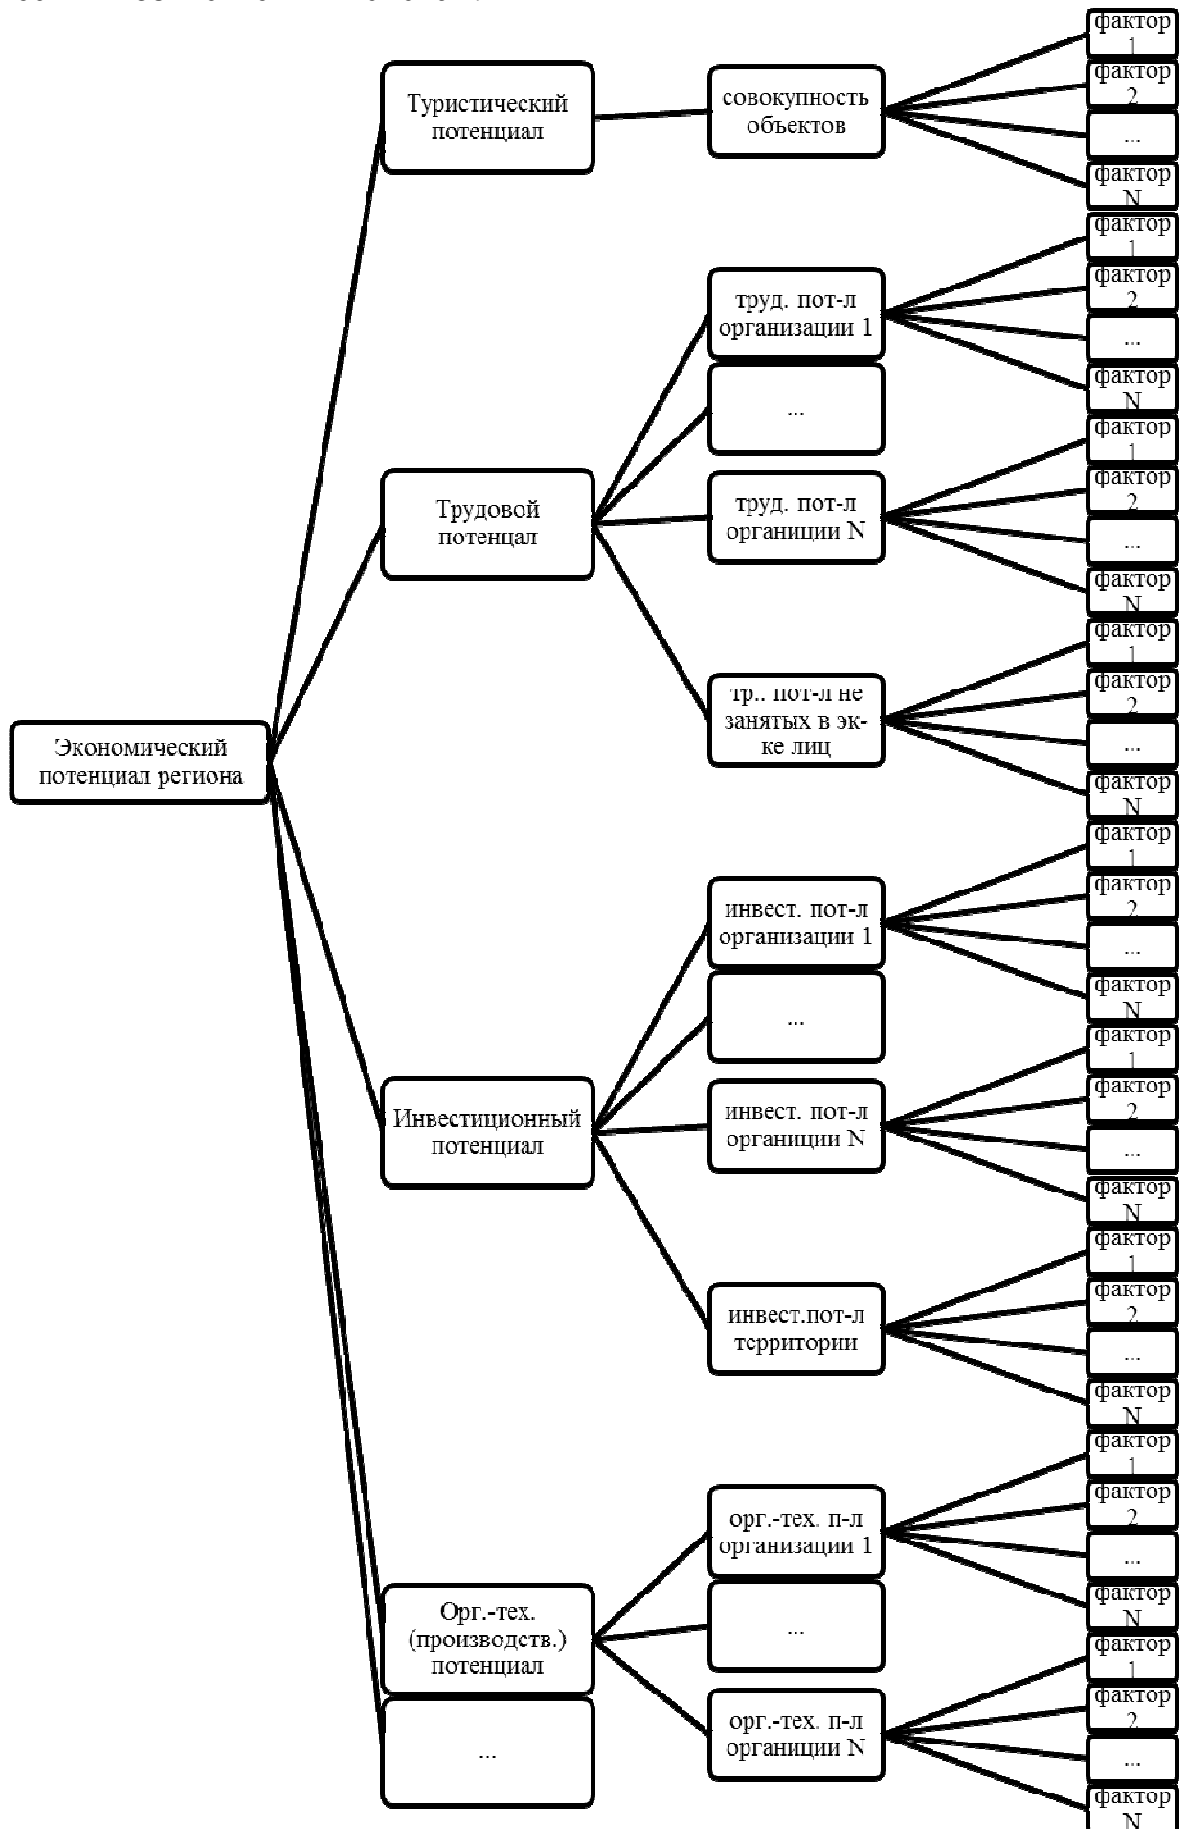 фактор
1
Туристический
потенциал
совокупность
объектов
фактор
2
...
фактор
N
фактор
1
труд. пот-л
организации 1
фактор
2
...
фактор
N
...
фактор
1
Трудовой
потенцал
труд. пот-л
органиции N
фактор
2
...
фактор
N
фактор
1
тр.. пот-л не
занятых в эк-
ке лиц
фактор
2
...
фактор
N
Экономический
потенциал региона
фактор
1
инвест. пот-л
организации 1
фактор
2
...
фактор
N
...
фактор
1
Инвестиционный
потенциал
инвест. пот-л
органиции N
фактор
2
...
фактор
N
фактор
1
инвест.пот-л
территории
фактор
2
...
фактор
N
фактор
1
орг.-тех. п-л
организации 1
фактор
2
...
фактор
N
Орг.-тех.
(производств.)
потенциал
...
фактор
1
орг.-тех. п-л
органиции N
фактор
2
...
фактор
N
...